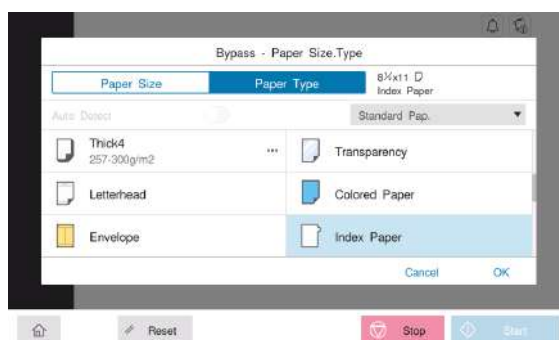 Bypass - Paper Size.Type
Paper Size
Paper Type
8½x11
Index Paper
Auto Detect
Standard Pap.
Thick4
257-300g/m2
Transparency
Letterhead
Colored Paper
Envelope
Index Paper
Cancel
OK
Reset
Stop
Start